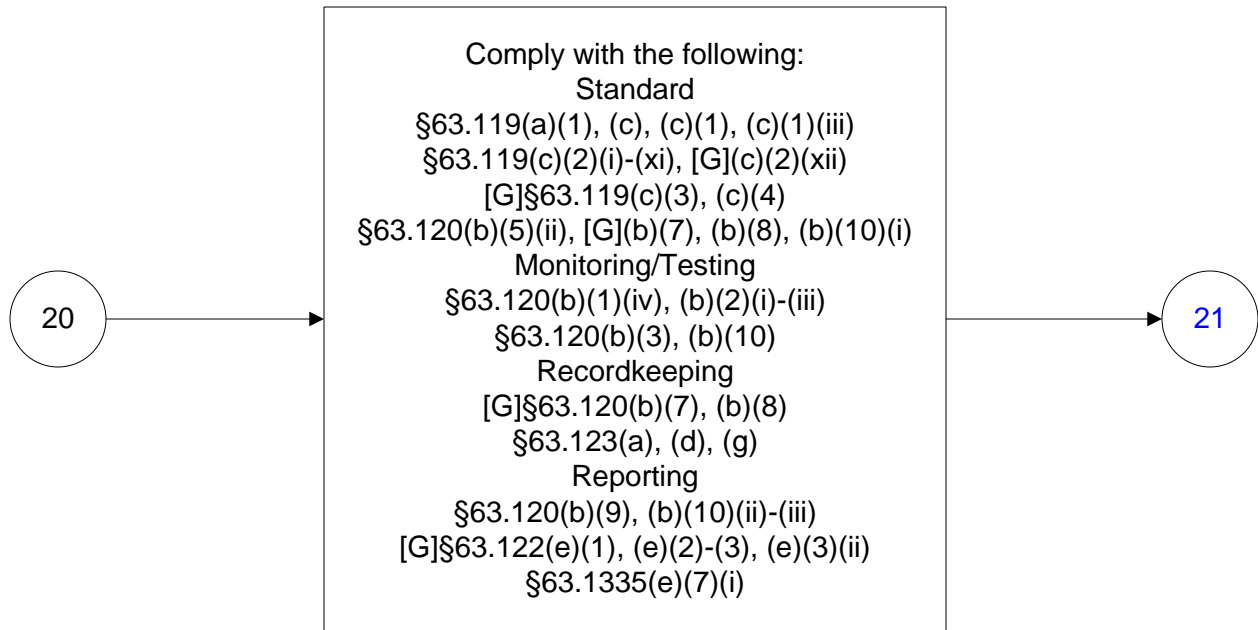 Comply with the following:
Standard
§63.119(a)(1), (c), (c)(1), (c)(1)(iii)
§63.119(c)(2)(i)-(xi), [G](c)(2)(xii)
[G]§63.119(c)(3), (c)(4)
§63.120(b)(5)(ii), [G](b)(7), (b)(8), (b)(10)(i)
Monitoring/Testing
§63.120(b)(1)(iv), (b)(2)(i)-(iii)
20
21
§63.120(b)(3), (b)(10)
Recordkeeping
[G]§63.120(b)(7), (b)(8)
§63.123(a), (d), (g)
Reporting
§63.120(b)(9), (b)(10)(ii)-(iii)
[G]§63.122(e)(1), (e)(2)-(3), (e)(3)(ii)
§63.1335(e)(7)(i)